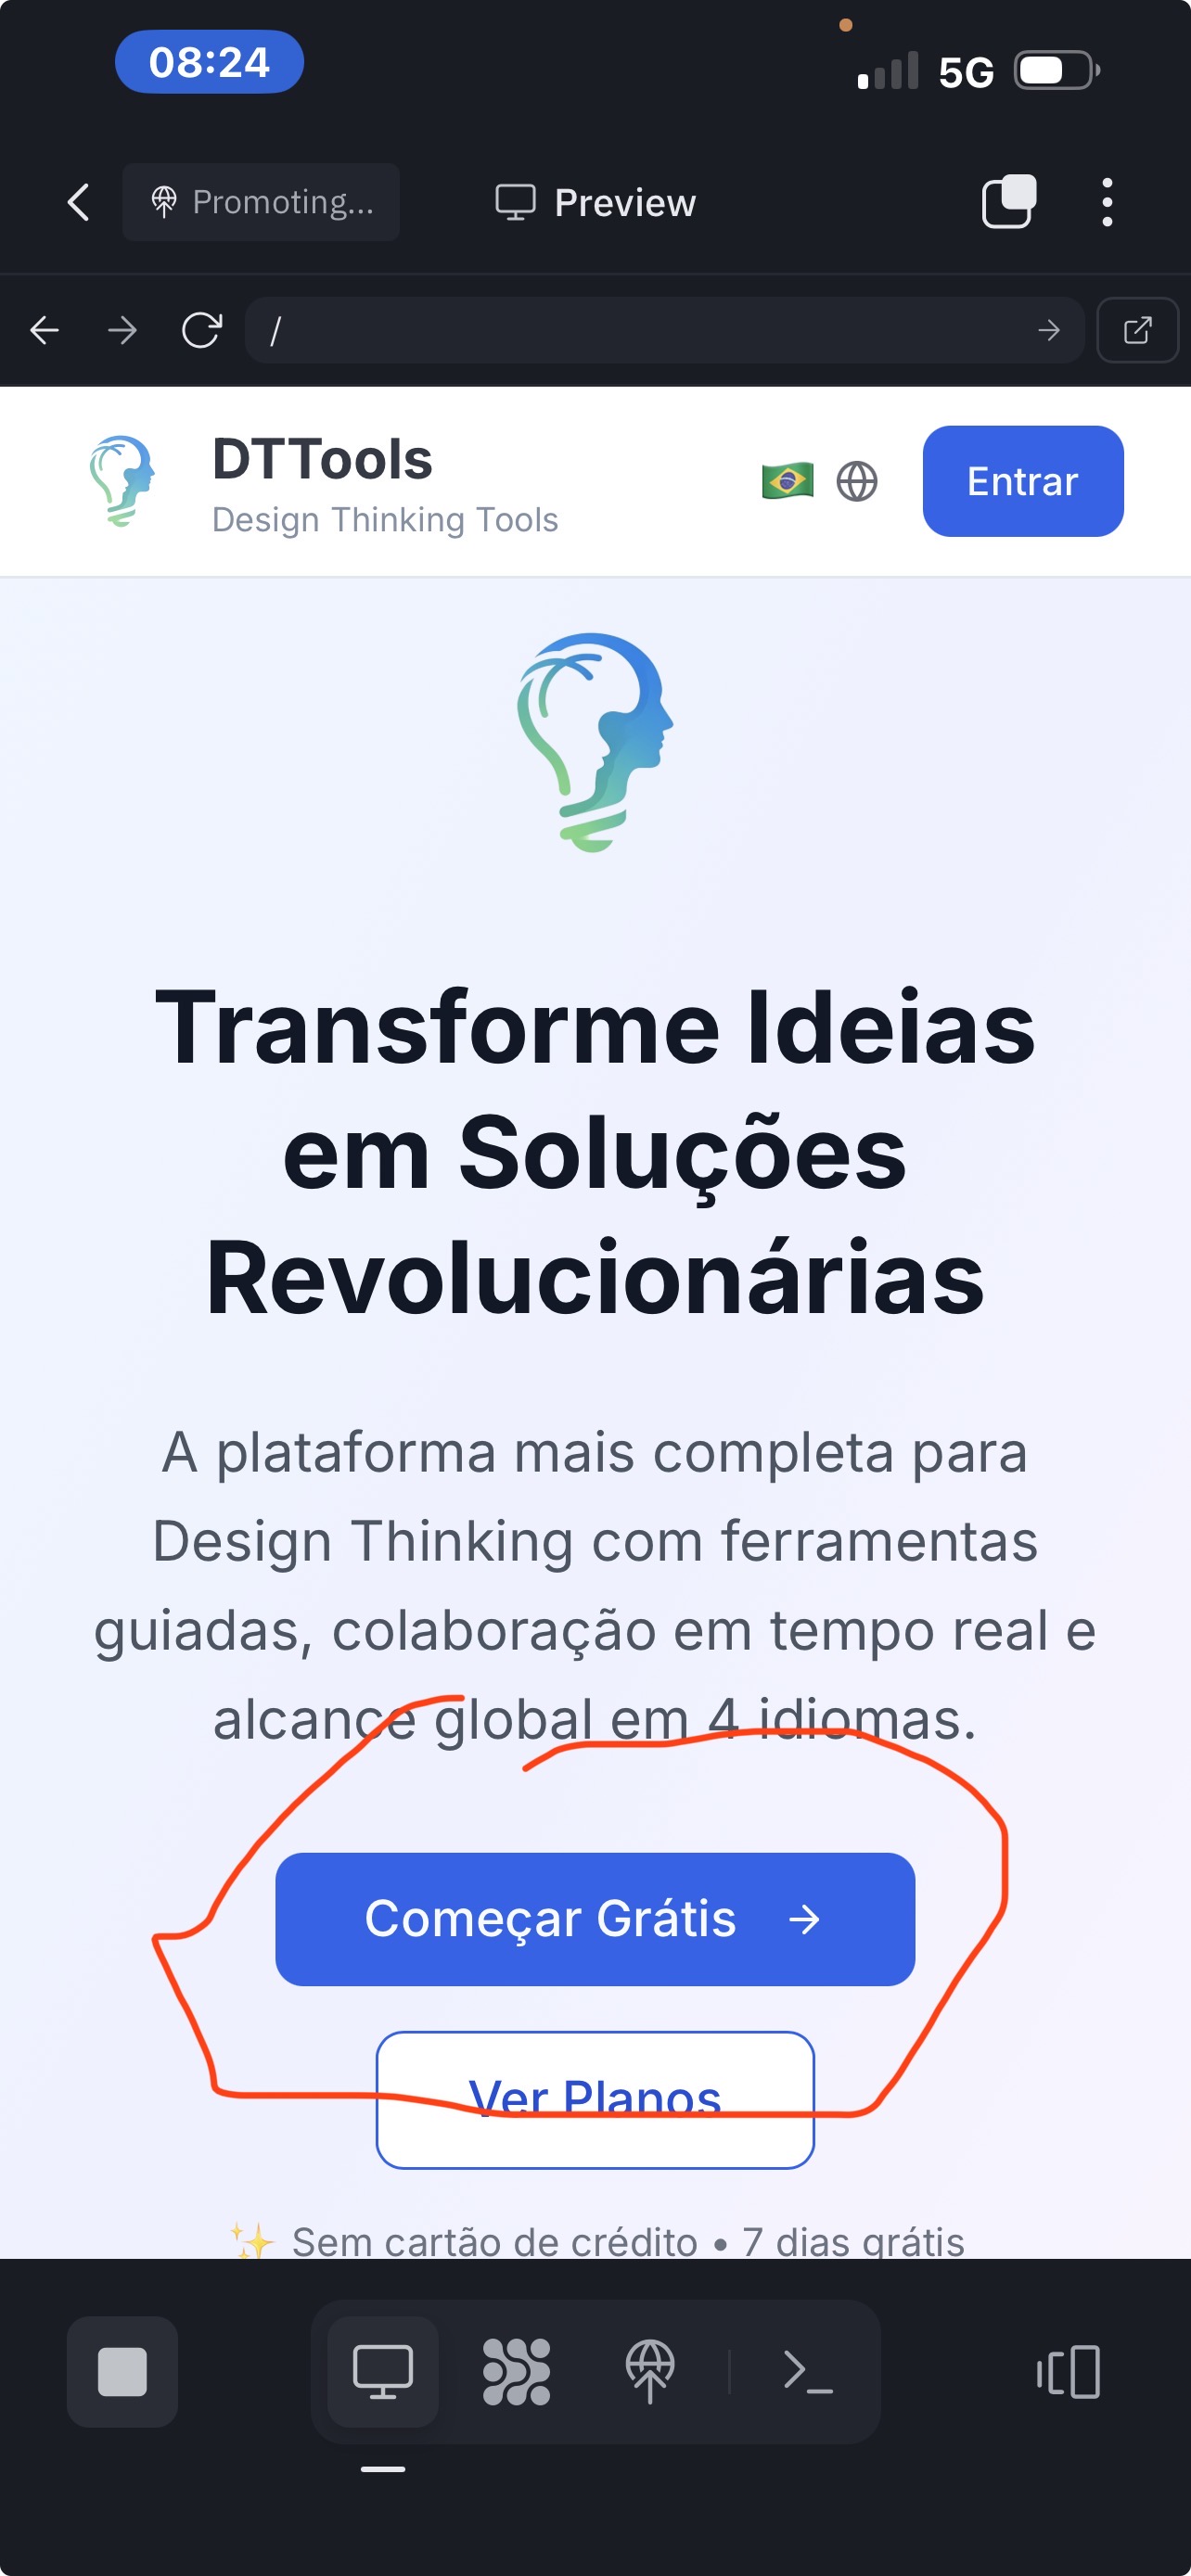 08:24
5G
Promoting...
Preview
/
DTTools
Design Thinking Tools
Entrar
Transforme Ideias
em Soluções
Revolucionárias
A plataforma mais completa para
Design Thinking com ferramentas
guiadas, colaboração em tempo real e
alcance global em 4 idiomas.
Começar Grátis →
Ver Planos
✨ Sem cartão de crédito • 7 dias grátis